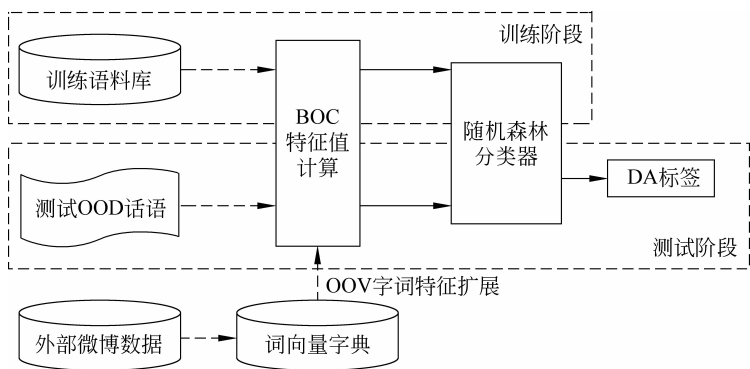 训练阶段
训练语料库
BOC
特征值
计算
随机森林
分类器
DA标签
测试OOD话语
测试阶段
OOV字词特征扩展
外部微博数据
词向量字典